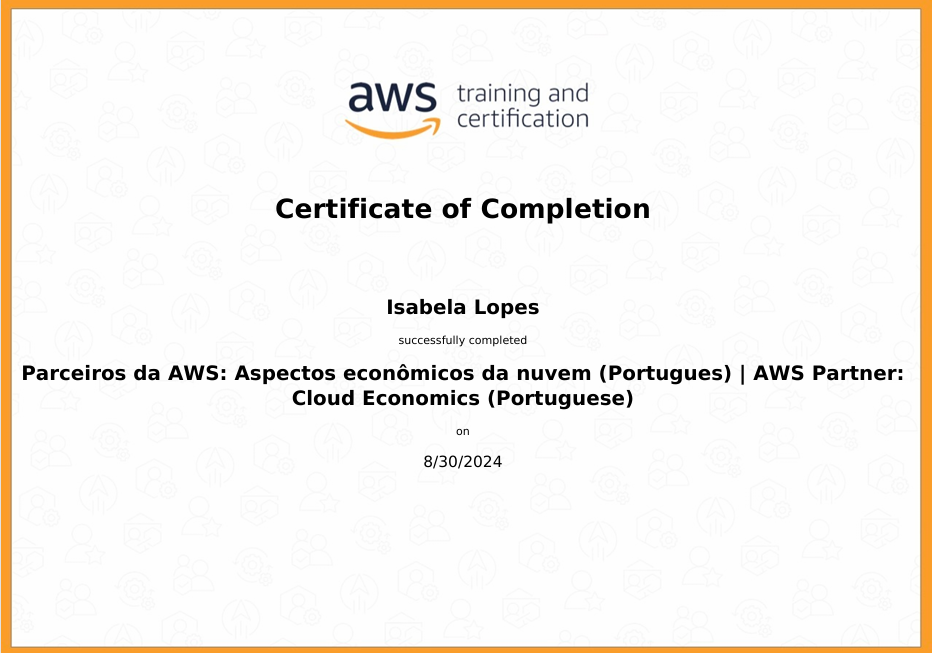 aws training and
certification
Certificate of Completion
Isabela Lopes
successfully completed
Parceiros da AWS: Aspectos econômicos da nuvem (Portugues) | AWS Partner:
Cloud Economics (Portuguese)
on
8/30/2024